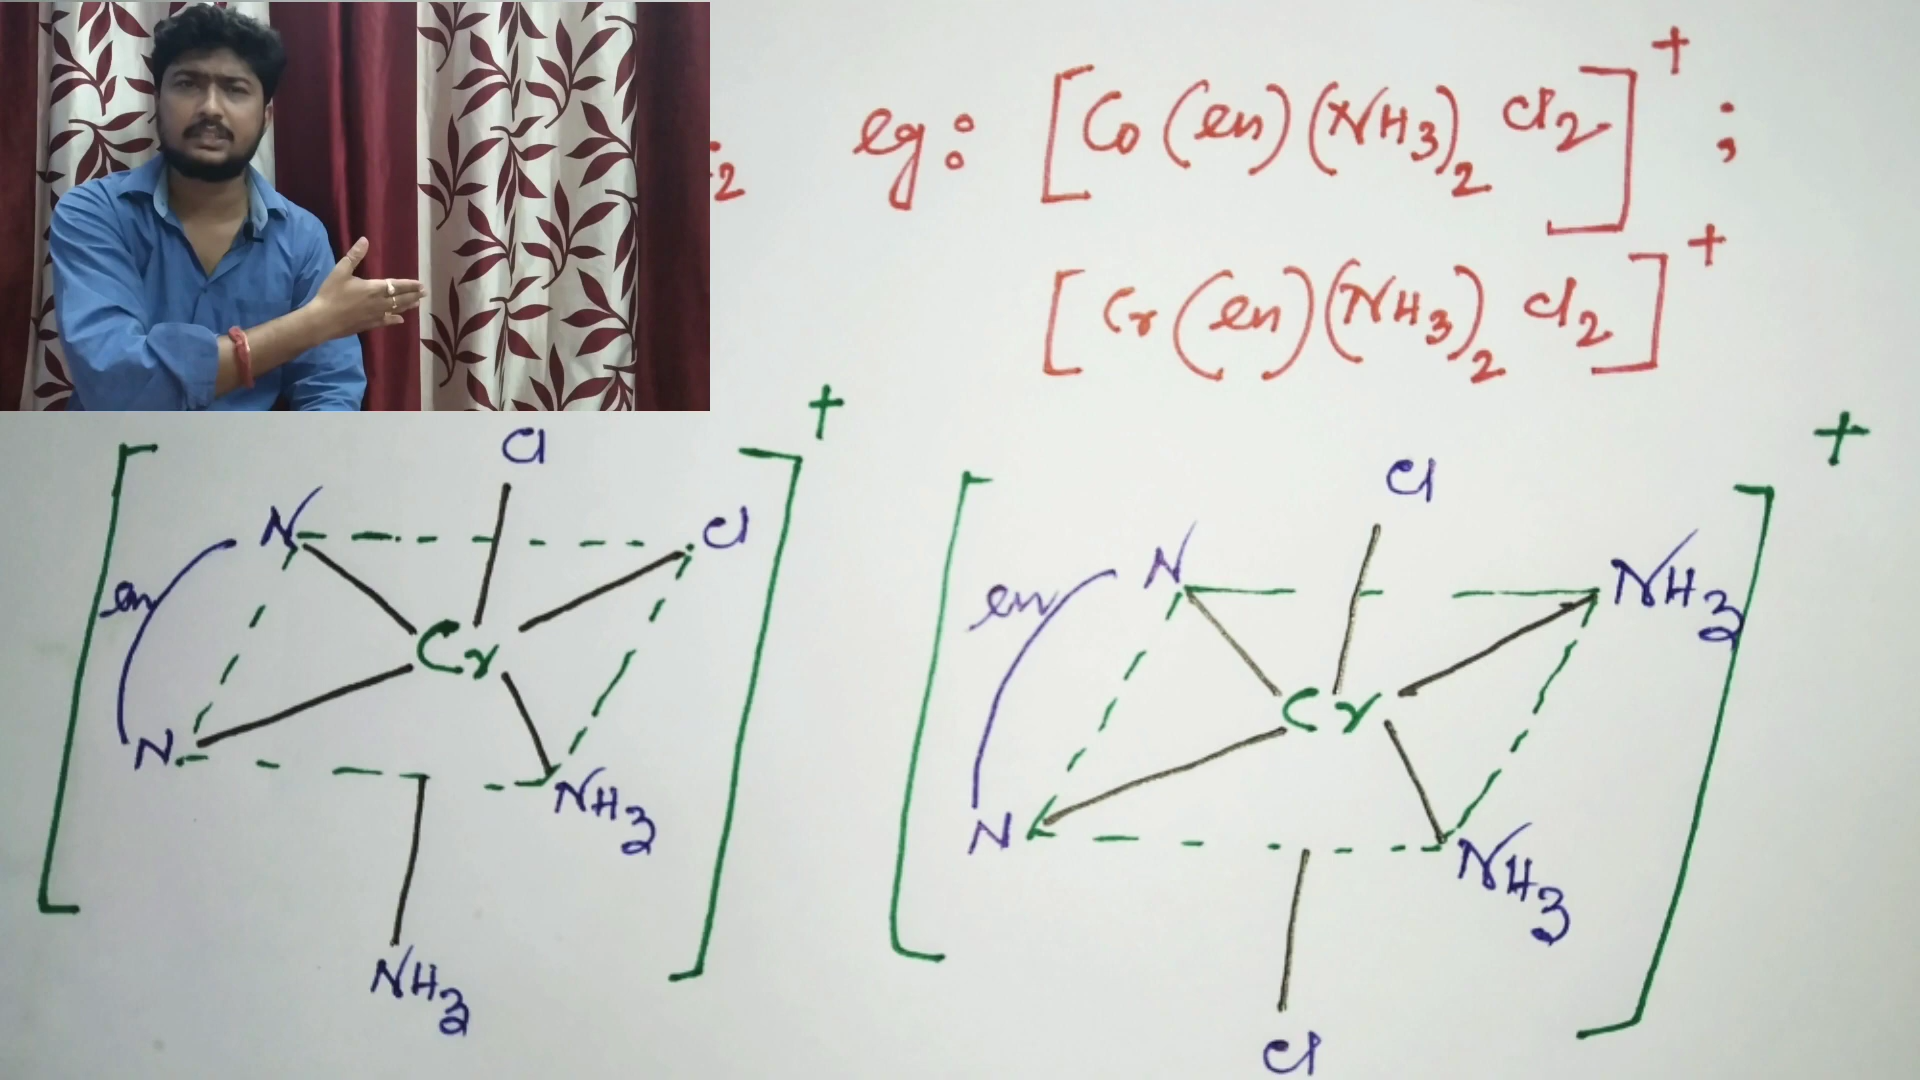 2 eg: [Co(en)(NH3)2 Cl2]+ ;
[Cr(en)(NH3)2 Cl2]+
[ ]+
Cl
N Cl
en
Cr
N NH3
NH3
[ ]+
Cl
N NH3
en
Cr
N NH3
Cl